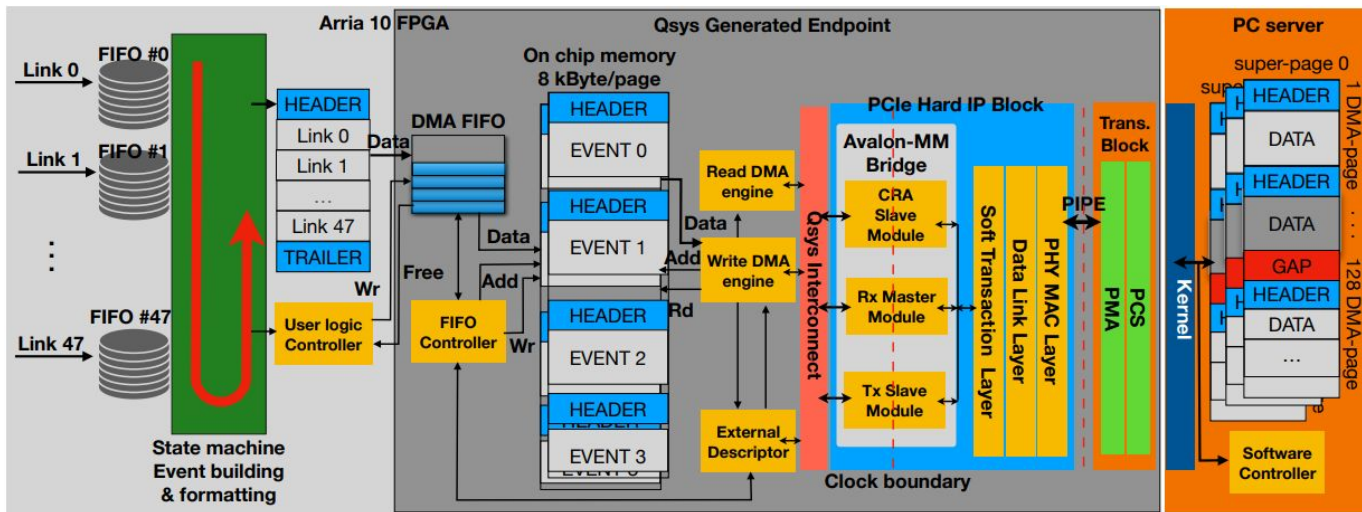 Arria 10 FPGA
Qsys Generated Endpoint
PC server
Link 0
FIFO #0
Link 1
FIFO #1
Link 47
FIFO #47
State machine
Event building
& formatting
HEADER
Link 0
Link 1
...
Link 47
TRAILER
Data
Wr
User logic
Controller
DMA FIFO
Free
FIFO
Controller
Data
Add
Wr
On chip memory
8 kByte/page
HEADER
EVENT 0
HEADER
EVENT 1
HEADER
EVENT 2
HEADER
EVENT 3
Data
Add
Rd
Read DMA
engine
Write DMA
engine
External
Descriptor
Qsys Interconnect
PCIe Hard IP Block
Avalon-MM
Bridge
CRA
Slave
Module
Rx Master
Module
Tx Slave
Module
Soft Transaction Layer
Data Link Layer
PHY MAC Layer
Clock boundary
PIPE
Trans.
Block
PMA
PCS
Kernel
super-page 0
HEADER
DATA
HEADER
DATA
GAP
HEADER
DATA
...
1 DMA-page
...
128 DMA-page
Software
Controller